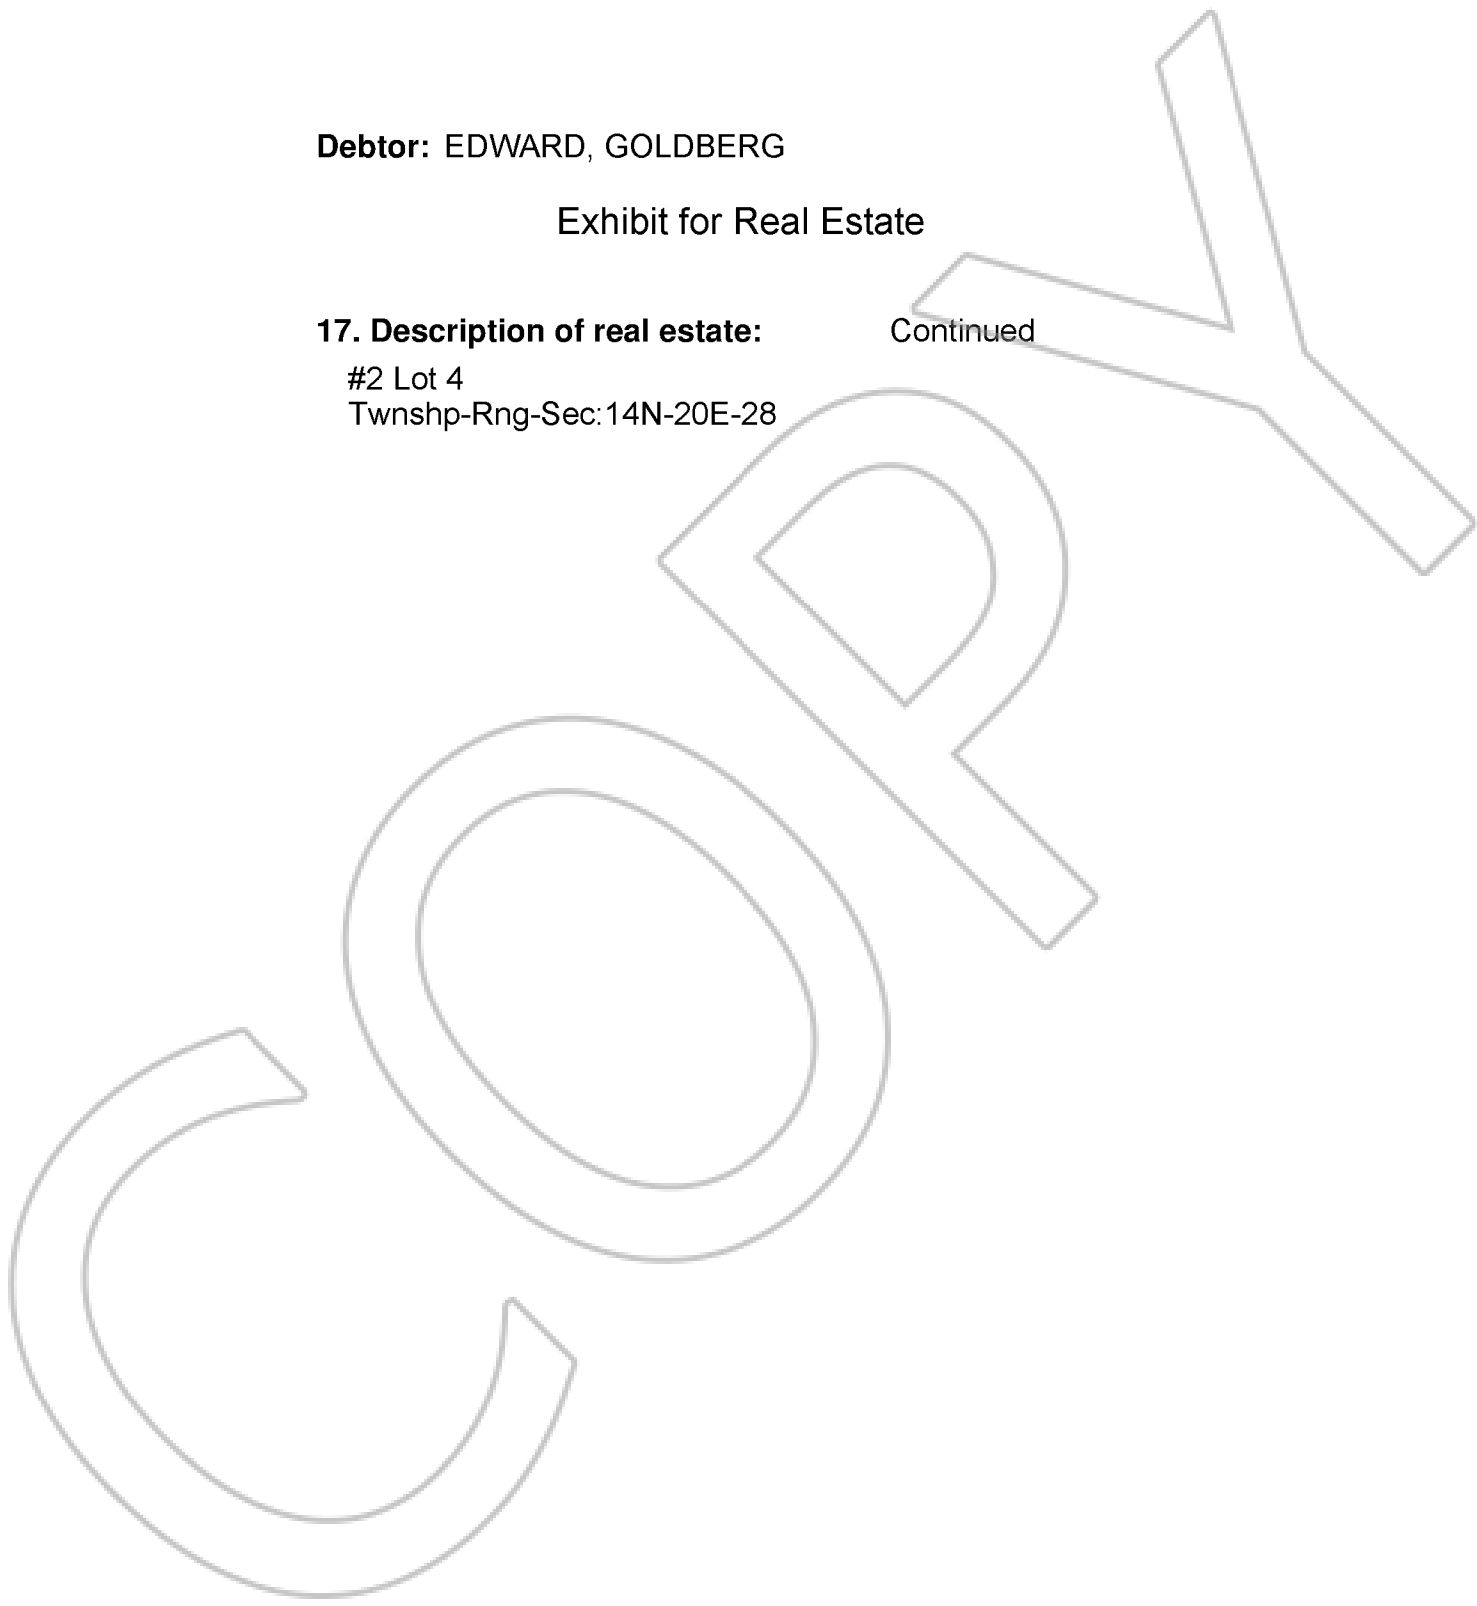 Debtor: EDWARD, GOLDBERG
Exhibit for Real Estate
17. Description of real estate: Continued
#2 Lot 4
Twnshp-Rng-Sec:14N-20E-28
COPY